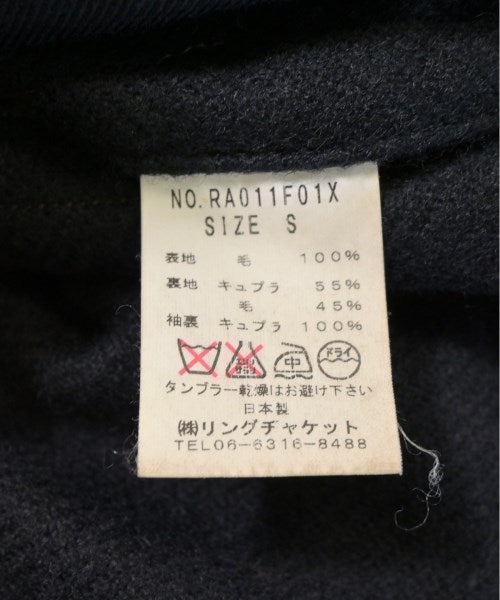 NO.RA011F01X
SIZE S
表地 毛 100%
裏地 キュプラ 55%
毛 45%
袖裏 キュプラ 100%
中 ドライ
タンブラー乾燥はお避け下さい
日本製
㈱リングヂャケット
TEL06-6316-8488